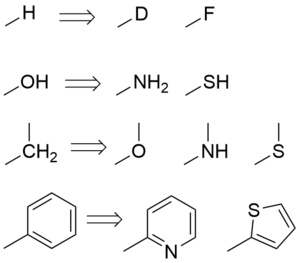 H D F
OH NH₂ SH
CH₂ O NH S
N S